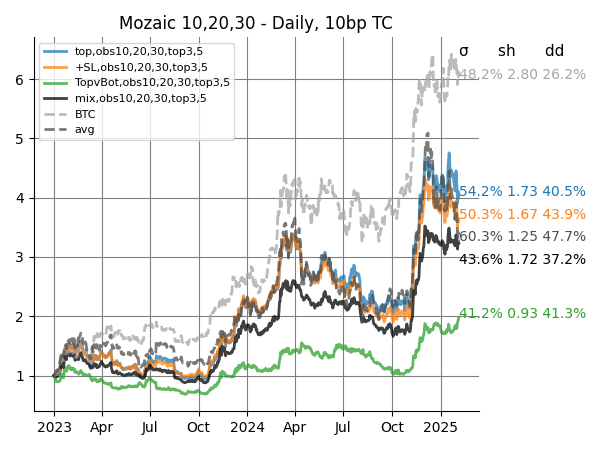 Mozaic 10,20,30 - Daily, 10bp TC
top,obs10,20,30,top3,5
+SL,obs10,20,30,top3,5
TopvBot,obs10,20,30,top3,5
mix,obs10,20,30,top3,5
BTC
avg
σ sh dd
48.2% 2.80 26.2%
54.2% 1.73 40.5%
50.3% 1.67 43.9%
60.3% 1.25 47.7%
43.6% 1.72 37.2%
41.2% 0.93 41.3%
6
5
4
3
2
1
2023 Apr Jul Oct 2024 Apr Jul Oct 2025